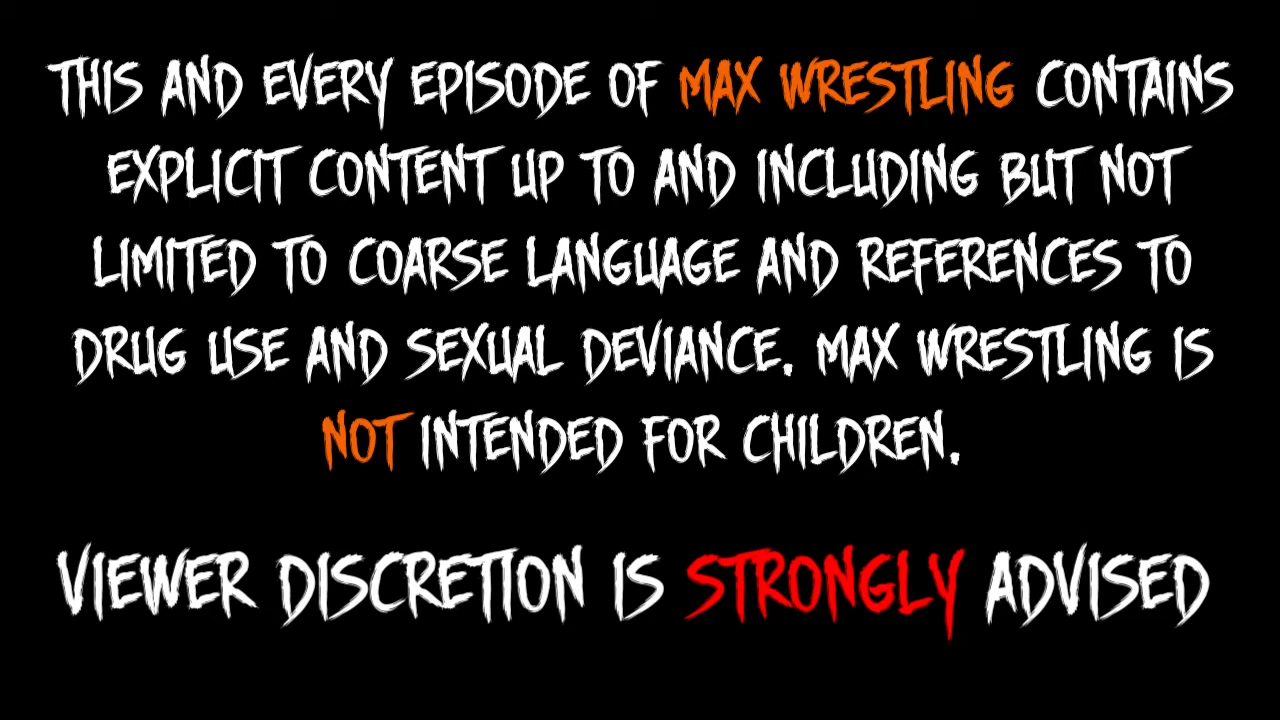 THIS AND EVERY EPISODE OF MAX WRESTLING CONTAINS
EXPLICIT CONTENT UP TO AND INCLUDING BUT NOT
LIMITED TO COARSE LANGUAGE AND REFERENCES TO
DRUG USE AND SEXUAL DEVIANCE. MAX WRESTLING IS
NOT INTENDED FOR CHILDREN.
VIEWER DISCRETION IS STRONGLY ADVISED